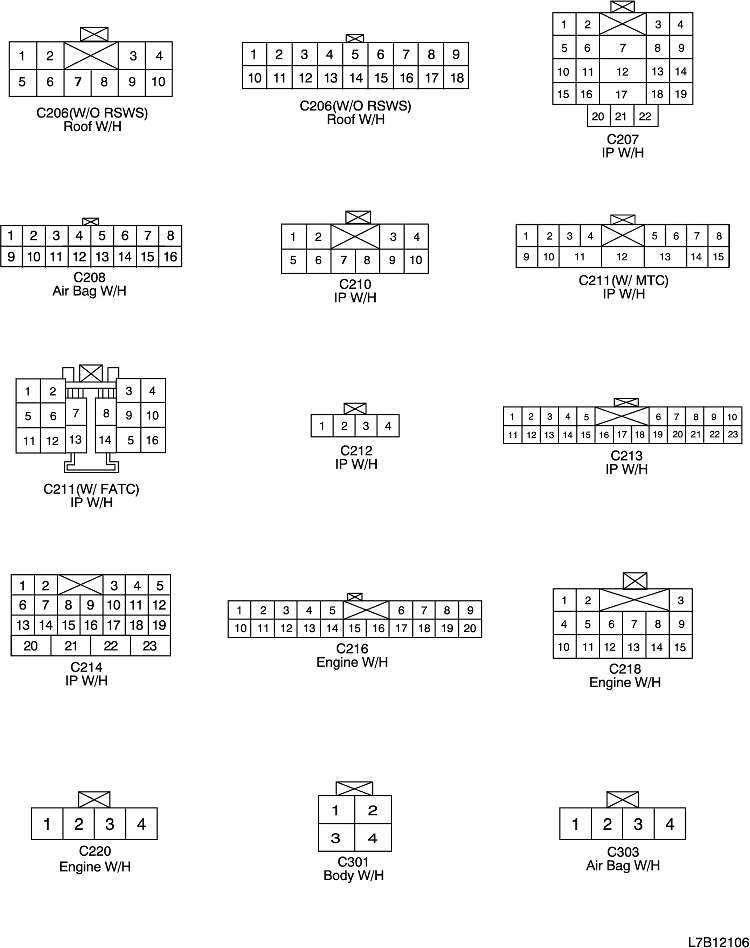 1 2 3 4
5 6 7 8 9 10
C206(W/O RSWS)
Roof W/H
1 2 3 4 5 6 7 8 9
10 11 12 13 14 15 16 17 18
C206(W/O RSWS)
Roof W/H
1 2 3 4
5 6 7 8 9
10 11 12 13 14
15 16 17 18 19
20 21 22
C207
IP W/H
1 2 3 4 5 6 7 8
9 10 11 12 13 14 15 16
C208
Air Bag W/H
1 2 3 4
5 6 7 8 9 10
C210
IP W/H
1 2 3 4 5 6 7 8
9 10 11 12 13 14 15
C211(W/ MTC)
IP W/H
1 2 3 4
5 6 7 8 9 10
11 12 13 14 5 16
C211(W/ FATC)
IP W/H
1 2 3 4
C212
IP W/H
1 2 3 4 5 6 7 8 9 10
11 12 13 14 15 16 17 18 19 20 21 22 23
C213
IP W/H
1 2 3 4 5
6 7 8 9 10 11 12
13 14 15 16 17 18 19
20 21 22 23
C214
IP W/H
1 2 3 4 5 6 7 8 9
10 11 12 13 14 15 16 17 18 19 20
C216
Engine W/H
1 2 3
4 5 6 7 8 9
10 11 12 13 14 15
C218
Engine W/H
1 2 3 4
C220
Engine W/H
1 2
3 4
C301
Body W/H
1 2 3 4
C303
Air Bag W/H
L7B12106